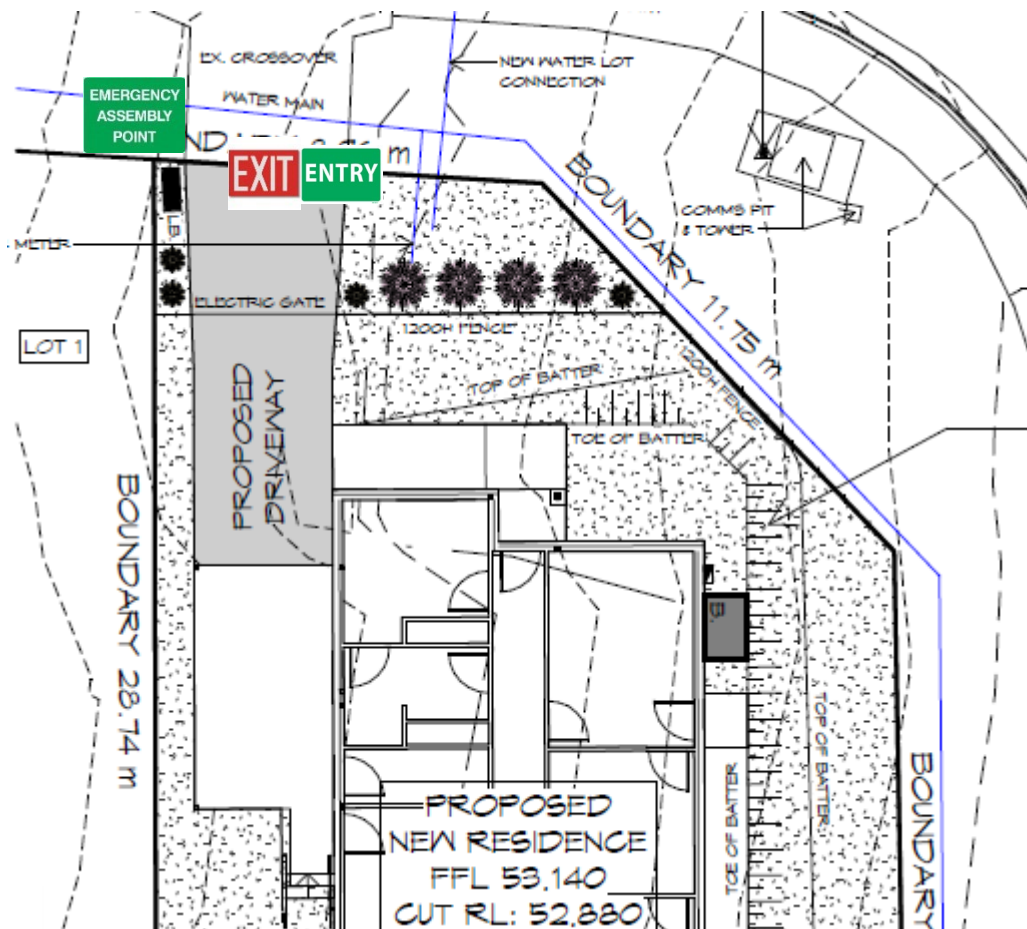 EX. CROSSOVER
NEW WATER LOT
CONNECTION
EMERGENCY
ASSEMBLY
POINT
WATER MAIN
m
EXIT
ENTRY
BOUNDARY 11.75 m
COMMS PIT
& TOWER
METER
ELECTRIC GATE
1200H FENCE
1200H FENCE
LOT 1
PROPOSED
DRIVEWAY
TOP OF BATTER
TOE OF BATTER
BOUNDARY 28.74 m
B.
TOP OF BATTER
TOE OF BATTER
BOUNDARY
PROPOSED
NEW RESIDENCE
FFL 53,140
CUT RL: 52,880